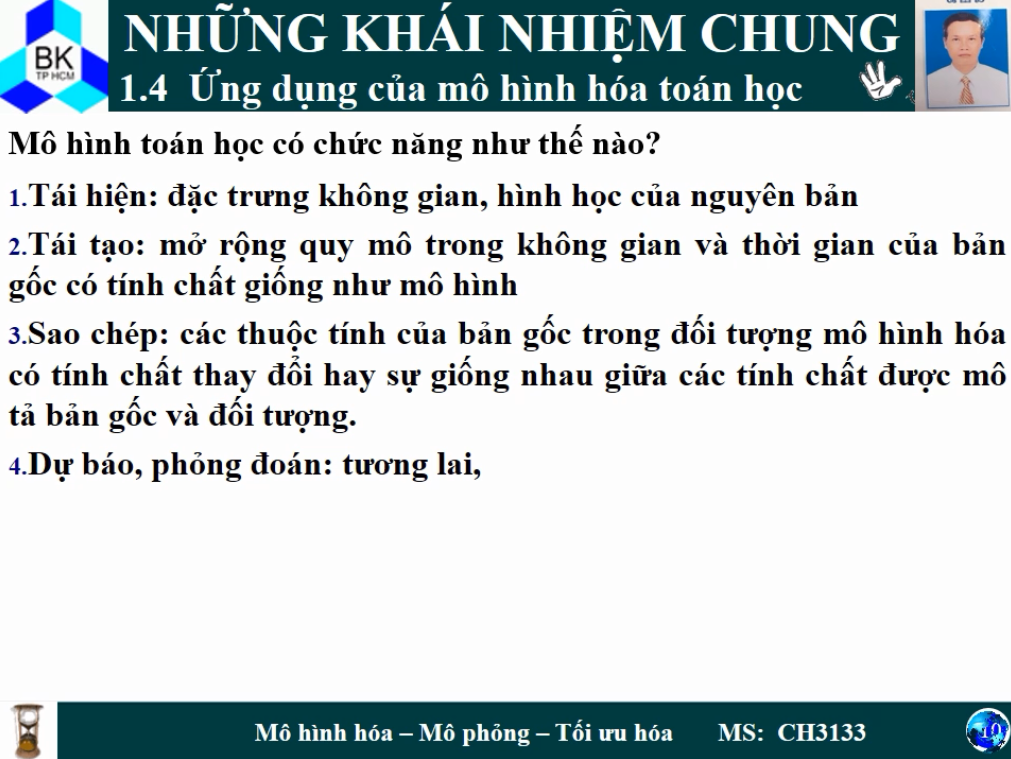 BK
TP HCM
NHỮNG KHÁI NIỆM CHUNG
1.4 Ứng dụng của mô hình hóa toán học
Mô hình toán học có chức năng như thế nào?
1.Tái hiện: đặc trưng không gian, hình học của nguyên bản
2.Tái tạo: mở rộng quy mô trong không gian và thời gian của bản
gốc có tính chất giống như mô hình
3.Sao chép: các thuộc tính của bản gốc trong đối tượng mô hình hóa
có tính chất thay đổi hay sự giống nhau giữa các tính chất được mô
tả bản gốc và đối tượng.
4.Dự báo, phỏng đoán: tương lai,
Mô hình hóa – Mô phỏng – Tối ưu hóa MS: CH3133
10